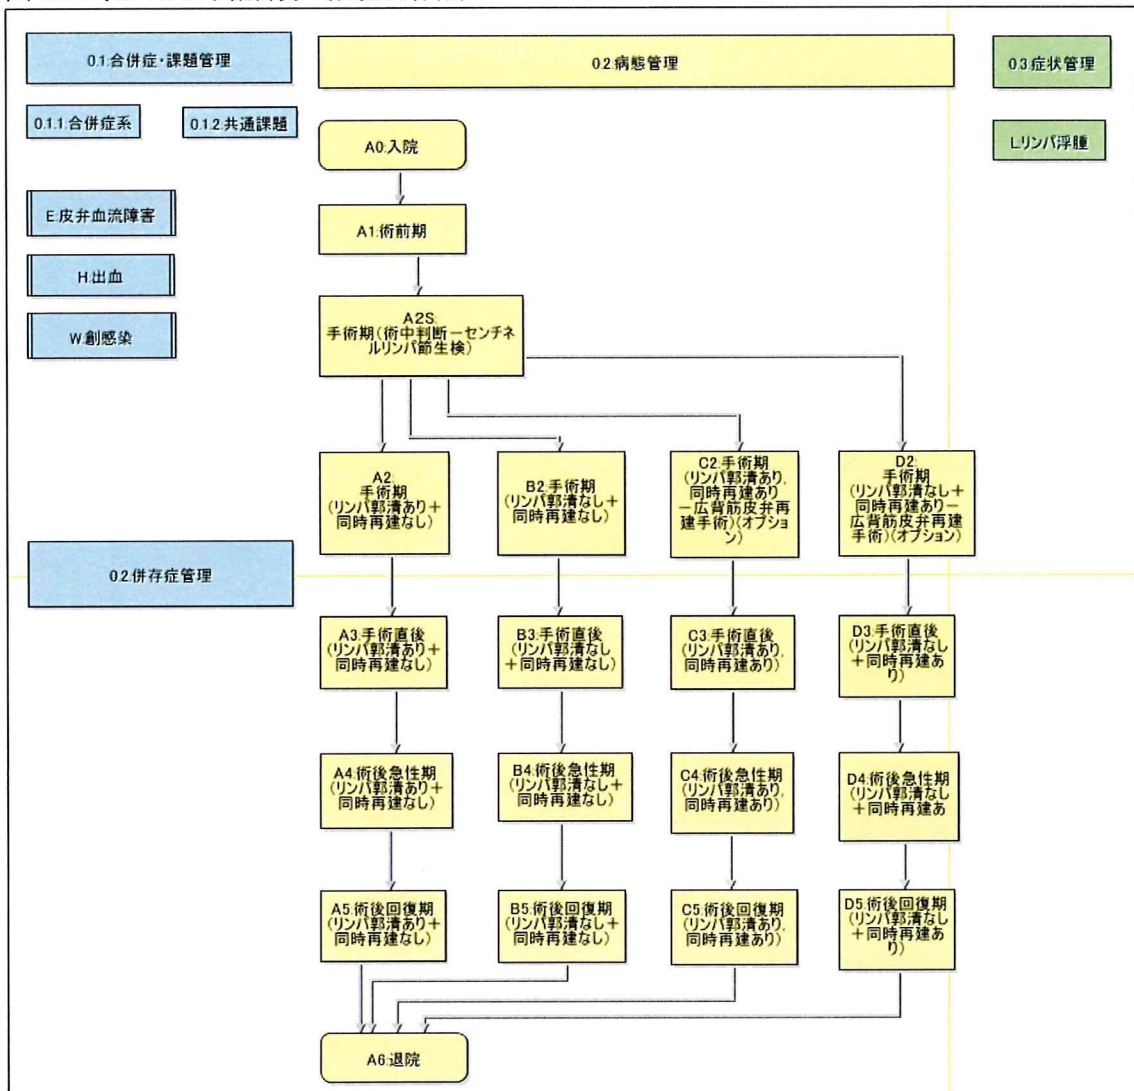 0.1.合併症・課題管理
0.2.病態管理
0.3.症状管理
0.1.1.合併症系
0.1.2.共通課題
L.リンパ浮腫
A0.入院
E.皮弁血流障害
A1.術前期
H.出血
W.創感染
A2S.
手術期(術中判断－センチネ
ルリンパ節生検)
A2.
手術期
(リンパ郭清あり＋
同時再建なし)
B2.手術期
(リンパ郭清なし＋
同時再建なし)
C2.手術期
(リンパ郭清あり,
同時再建あり
－広背筋皮弁再
建手術)(オプショ
ン)
D2.
手術期
(リンパ郭清なし＋
同時再建あり－
広背筋皮弁再建
手術)(オプション)
0.2.併存症管理
A3.手術直後
(リンパ郭清あり＋
同時再建なし)
B3.手術直後
(リンパ郭清なし
＋同時再建なし)
C3.手術直後
(リンパ郭清あり,
同時再建あり)
D3.手術直後
(リンパ郭清なし
＋同時再建あ
り)
A4.術後急性期
(リンパ郭清あり＋
同時再建なし)
B4.術後急性期
(リンパ郭清なし＋
同時再建なし)
C4.術後急性期
(リンパ郭清あり,
同時再建あり)
D4.術後急性期
(リンパ郭清なし
＋同時再建あ
A5.術後回復期
(リンパ郭清あり＋
同時再建なし)
B5.術後回復期
(リンパ郭清なし＋
同時再建なし)
C5.術後回復期
(リンパ郭清あり,
同時再建あり)
D5.術後回復期
(リンパ郭清なし
＋同時再建あ
り)
A6.退院